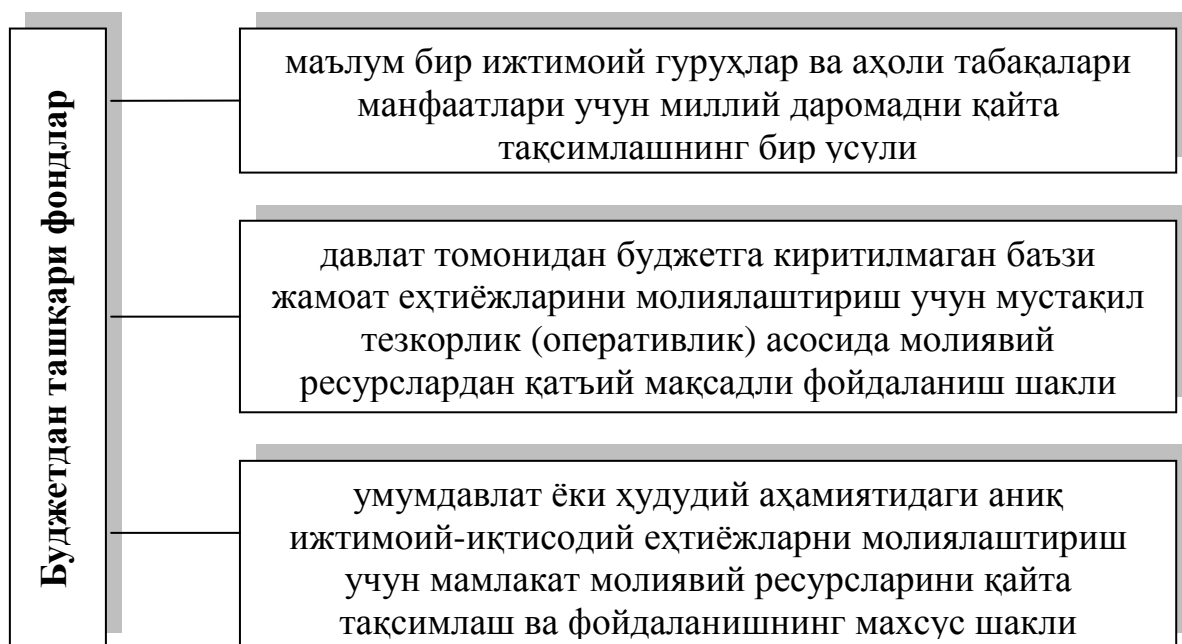 Буджетдан ташқари фондлар
маълум бир ижтимоий гуруҳлар ва аҳоли табақалари
манфаатлари учун миллий даромадни қайта
тақсимлашнинг бир усули
давлат томонидан буджетга киритилмаган баъзи
жамоат еҳтиёжларини молиялаштириш учун мустақил
тезкорлик (оперативлик) асосида молиявий
ресурслардан қатъий мақсадли фойдаланиш шакли
умумдавлат ёки ҳудудий аҳамиятидаги аниқ
ижтимоий-иқтисодий еҳтиёжларни молиялаштириш
учун мамлакат молиявий ресурсларини қайта
тақсимлаш ва фойдаланишнинг махсус шакли